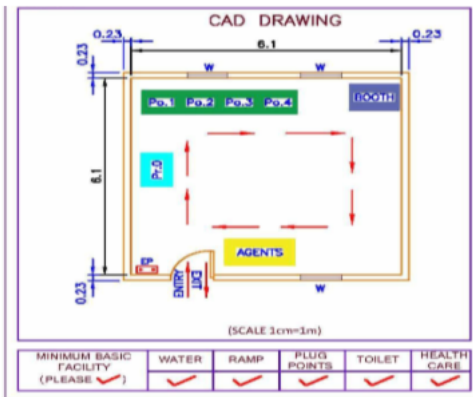 CAD DRAWING
0.23
6.1
0.23
0.23
W
W
Po.1 Po.2 Po.3 Po.4
BOOTH
Pr.O
6.1
AGENTS
EP
ENTRY
EXIT
0.23
W
(SCALE 1cm=1m)
MINIMUM BASIC FACILITY (PLEASE ✓)
WATER
RAMP
PLUG POINTS
TOILET
HEALTH CARE
✓ ✓ ✓ ✓ ✓